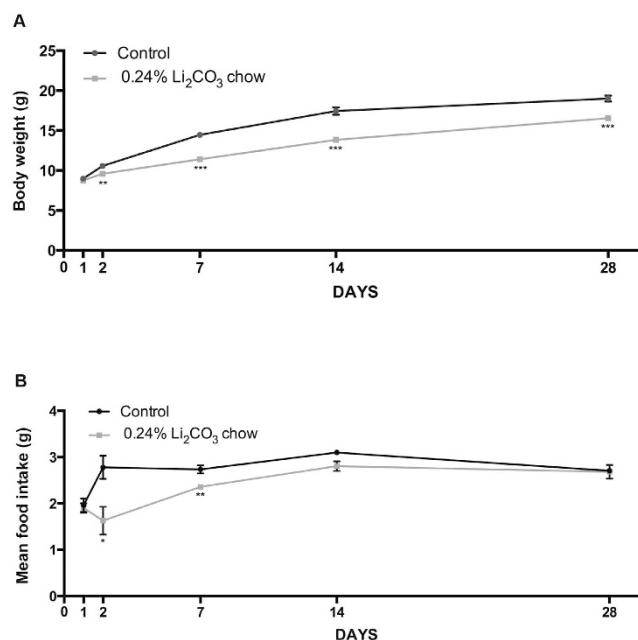 A
Control
0.24% Li₂CO₃ chow
25
20
15
10
5
0
Body weight (g)
**
***
***
***
0 1 2 7 14 28
DAYS
B
Control
0.24% Li₂CO₃ chow
4
3
2
1
0
Mean food intake (g)
*
**
0 1 2 7 14 28
DAYS